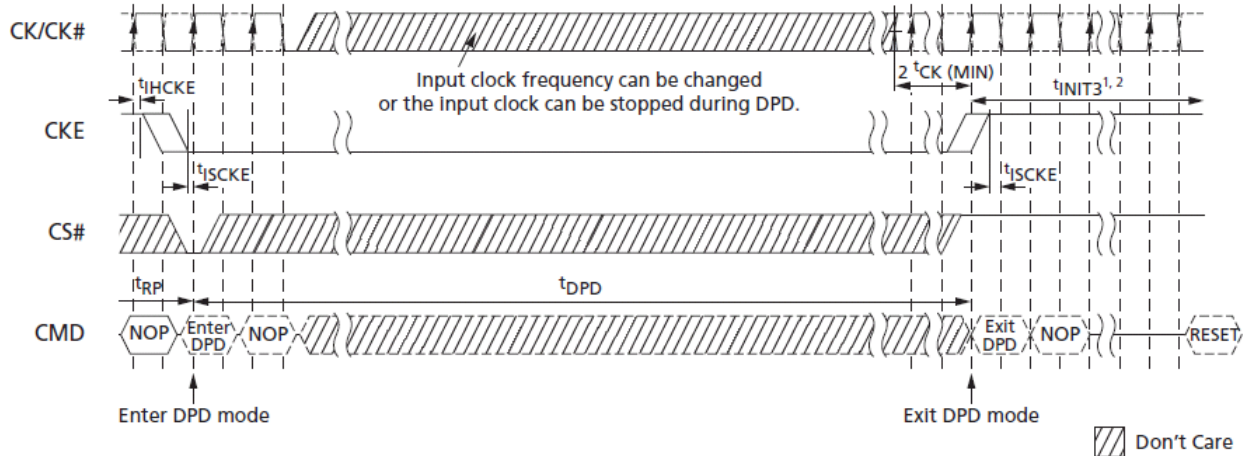 CK/CK#
Input clock frequency can be changed
or the input clock can be stopped during DPD.
2 tCK (MIN)
tIHCKE
tINIT3 1, 2
CKE
tISCKE
tISCKE
CS#
tRP
tDPD
CMD
NOP
Enter
DPD
NOP
Exit
DPD
NOP
RESET
Enter DPD mode
Exit DPD mode
Don't Care